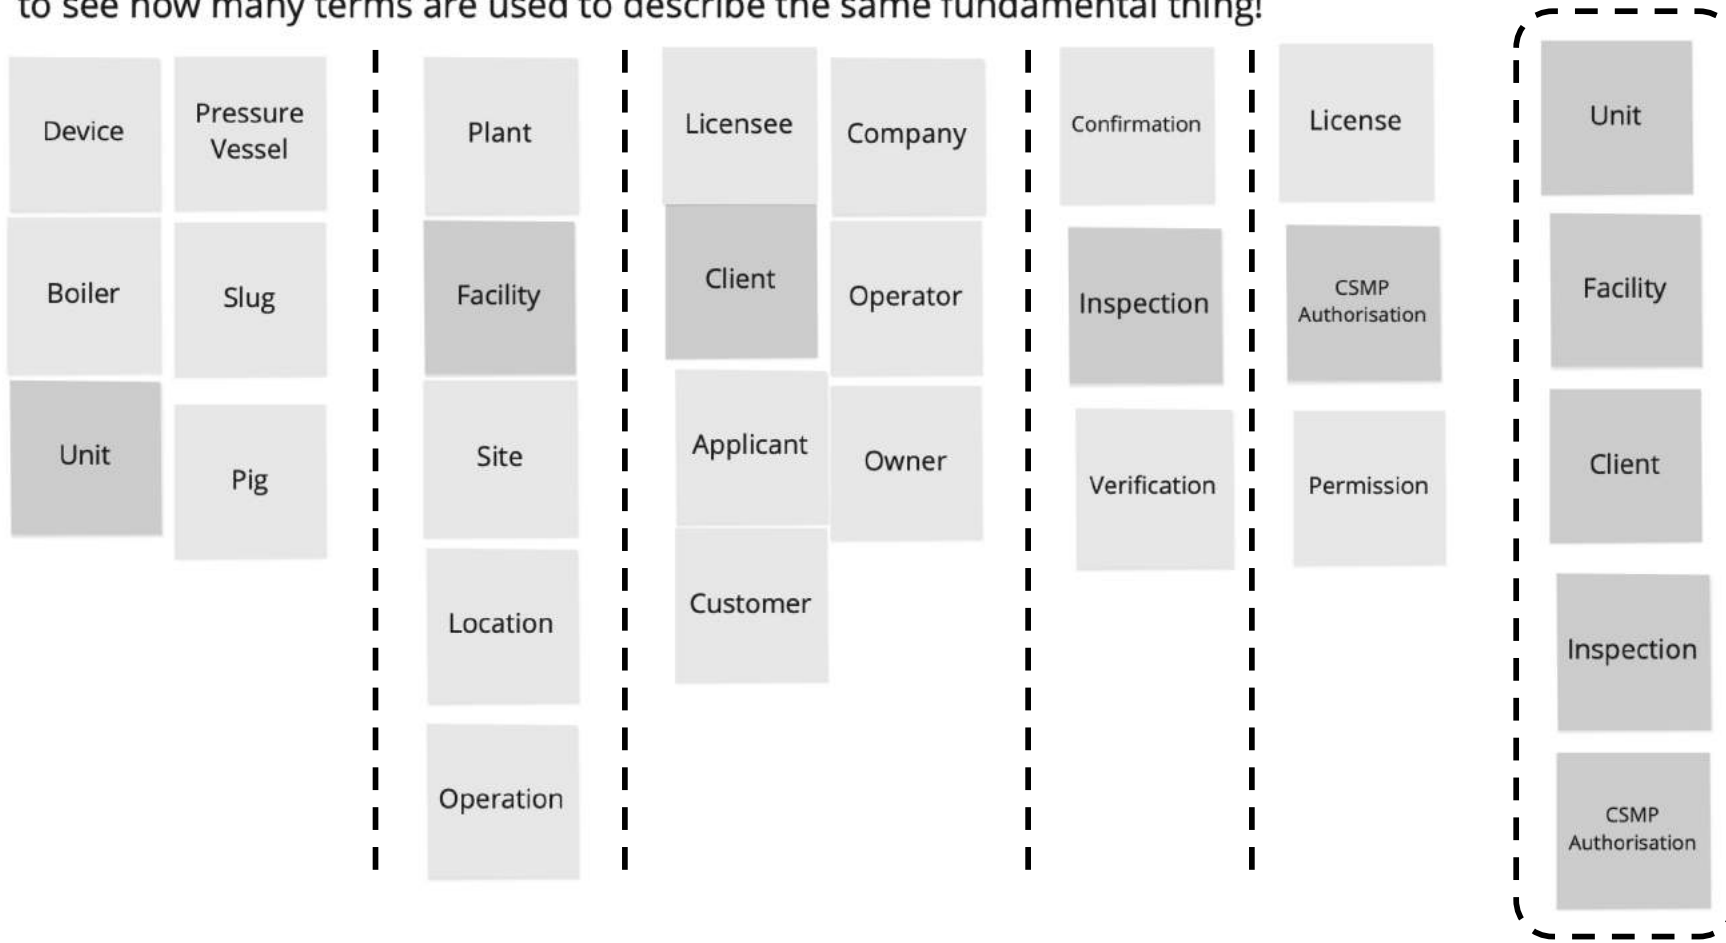 to see how many terms are used to describe the same fundamental thing!
Device
Pressure
Vessel
Boiler
Slug
Unit
Pig
Plant
Facility
Site
Location
Operation
Licensee
Company
Client
Operator
Applicant
Owner
Customer
Confirmation
Inspection
Verification
License
CSMP
Authorisation
Permission
Unit
Facility
Client
Inspection
CSMP
Authorisation